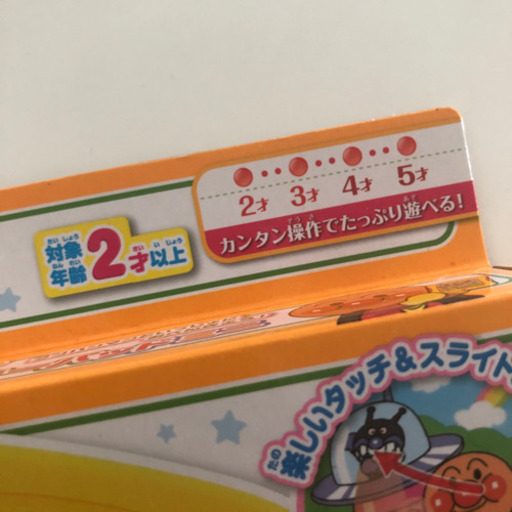 2才 3才 4才 5才
カンタン操作でたっぷり遊べる!
対象年齢 2才以上
楽しいタッチ&スライド